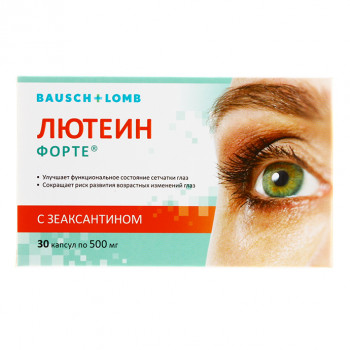 BAUSCH + LOMB
ЛЮТЕИН
ФОРТЕ®
• Улучшает функциональное состояние сетчатки глаз
• Сокращает риск развития возрастных изменений глаз
С ЗЕАКСАНТИНОМ
30 капсул по 500 мг